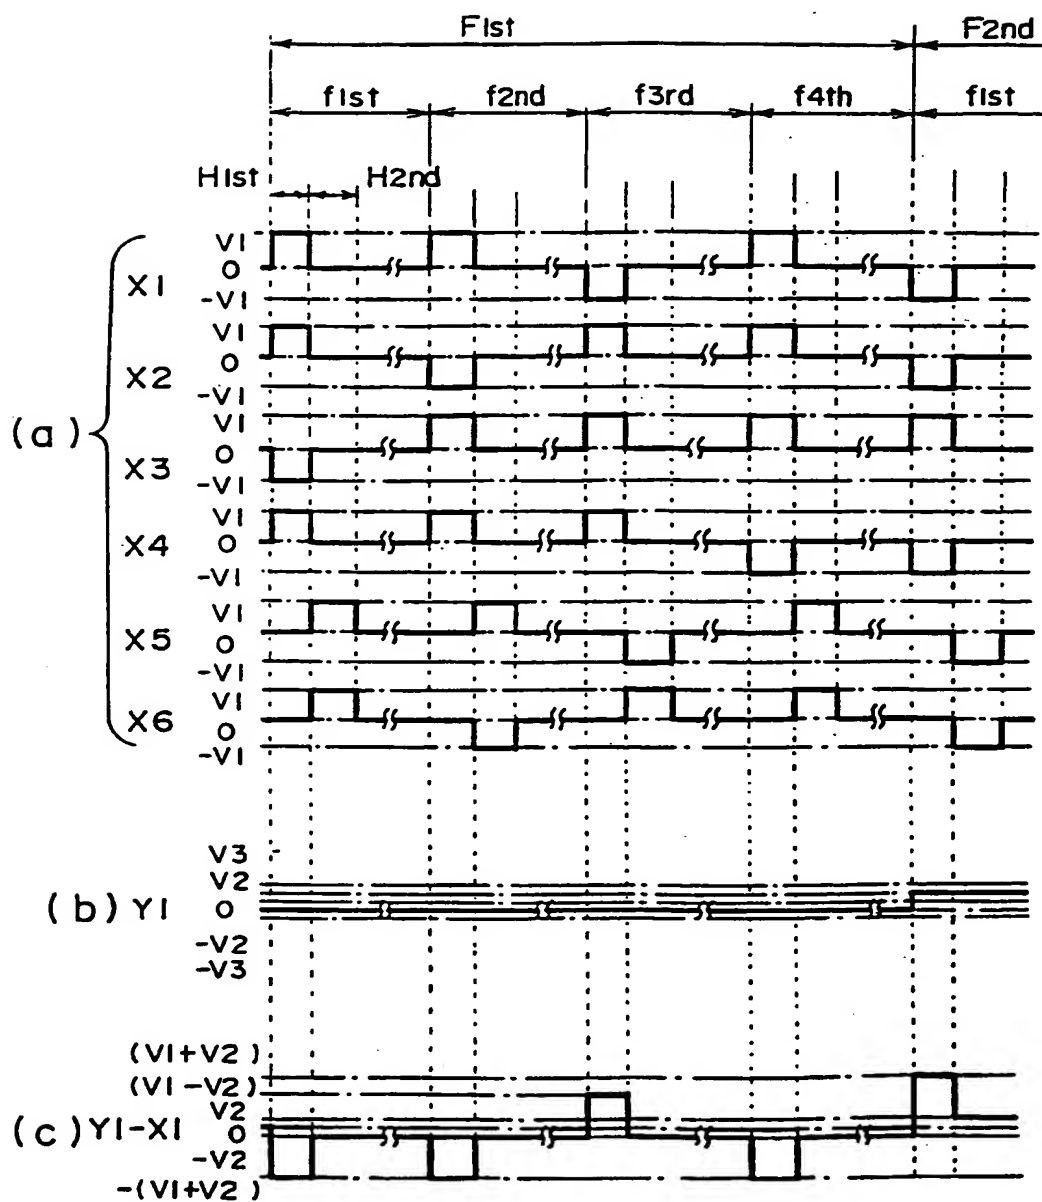 F1st F2nd
f1st f2nd f3rd f4th f1st
H1st H2nd
(a)
X1 V1 0 -V1
X2 V1 0 -V1
X3 V1 0 -V1
X4 V1 0 -V1
X5 V1 0 -V1
X6 V1 0 -V1
(b) Y1 V3 V2 0 -V2 -V3
(c) Y1-X1 (V1+V2) (V1-V2) V2 0 -V2 -(V1+V2)